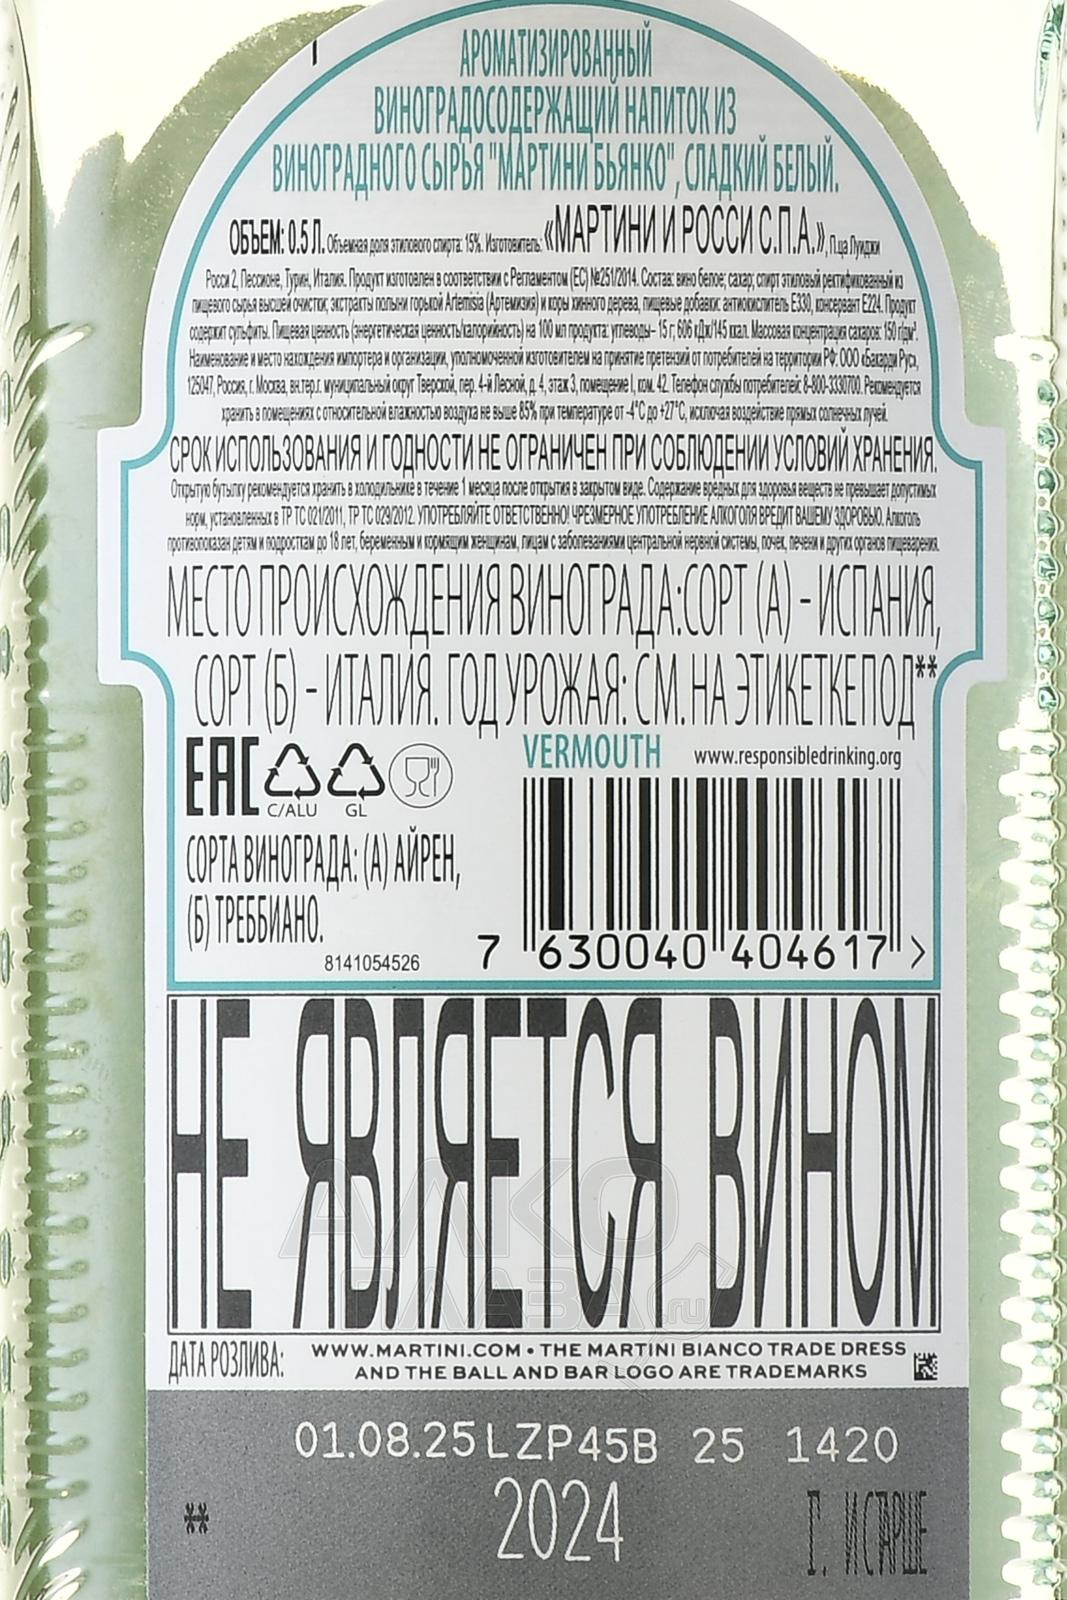 АРОМАТИЗИРОВАННЫЙ
ВИНОГРАДОСОДЕРЖАЩИЙ НАПИТОК ИЗ
ВИНОГРАДНОГО СЫРЬЯ "МАРТИНИ БЬЯНКО", СЛАДКИЙ БЕЛЫЙ.
ОБЪЕМ: 0.5 Л. Объемная доля этилового спирта: 15%. Изготовитель: «МАРТИНИ И РОССИ С.П.А.», П.ща Луиджи
Росси 2, Пессионе, Турин, Италия. Продукт изготовлен в соответствии с Регламентом (ЕС) №251/2014. Состав: вино белое; сахар; спирт этиловый ректификованный из
пищевого сырья высшей очистки; экстракты полыни горькой Artemisia (Артемизия) и коры хинного дерева, пищевые добавки: антиокислитель Е330, консервант Е224. Продукт
содержит сульфиты. Пищевая ценность (энергетическая ценность/калорийность) на 100 мл продукта: углеводы– 15 г; 606 кДж/145 ккал. Массовая концентрация сахаров: 150 г/дм³.
Наименование и место нахождения импортера и организации, уполномоченной изготовителем на принятие претензий от потребителей на территории РФ: ООО «Бакарди Рус»,
125047, Россия, г. Москва, вн.тер.г. муниципальный округ Тверской, пер. 4-й Лесной, д. 4, этаж 3, помещение I, ком. 42. Телефон службы потребителей: 8-800-3330700. Рекомендуется
хранить в помещениях с относительной влажностью воздуха не выше 85% при температуре от -4°С до +27°С, исключая воздействие прямых солнечных лучей.
СРОК ИСПОЛЬЗОВАНИЯ И ГОДНОСТИ НЕ ОГРАНИЧЕН ПРИ СОБЛЮДЕНИИ УСЛОВИЙ ХРАНЕНИЯ.
Открытую бутылку рекомендуется хранить в холодильнике в течение 1 месяца после открытия в закрытом виде. Содержание вредных для здоровья веществ не превышает допустимых
норм, установленных в ТР ТС 021/2011, ТР ТС 029/2012. УПОТРЕБЛЯЙТЕ ОТВЕТСТВЕННО! ЧРЕЗМЕРНОЕ УПОТРЕБЛЕНИЕ АЛКОГОЛЯ ВРЕДИТ ВАШЕМУ ЗДОРОВЬЮ. Алкоголь
противопоказан детям и подросткам до 18 лет, беременным и кормящим женщинам, лицам с заболеваниями центральной нервной системы, почек, печени и других органов пищеварения.
МЕСТО ПРОИСХОЖДЕНИЯ ВИНОГРАДА:СОРТ (А) – ИСПАНИЯ,
СОРТ (Б) – ИТАЛИЯ. ГОД УРОЖАЯ: СМ. НА ЭТИКЕТКЕ ПОД**
EAC C/ALU GL
VERMOUTH www.responsibledrinking.org
СОРТА ВИНОГРАДА: (А) АЙРЕН,
(Б) ТРЕББИАНО.
8141054526
7 630040 404617 >
НЕ ЯВЛЯЕТСЯ ВИНОМ
АЛКО
ПЛАЗА.ru
ДАТА РОЗЛИВА:
WWW.MARTINI.COM • THE MARTINI BIANCO TRADE DRESS
AND THE BALL AND BAR LOGO ARE TRADEMARKS
01.08.25 LZP45B 25 1420
** 2024 Г. И СТАРШЕ